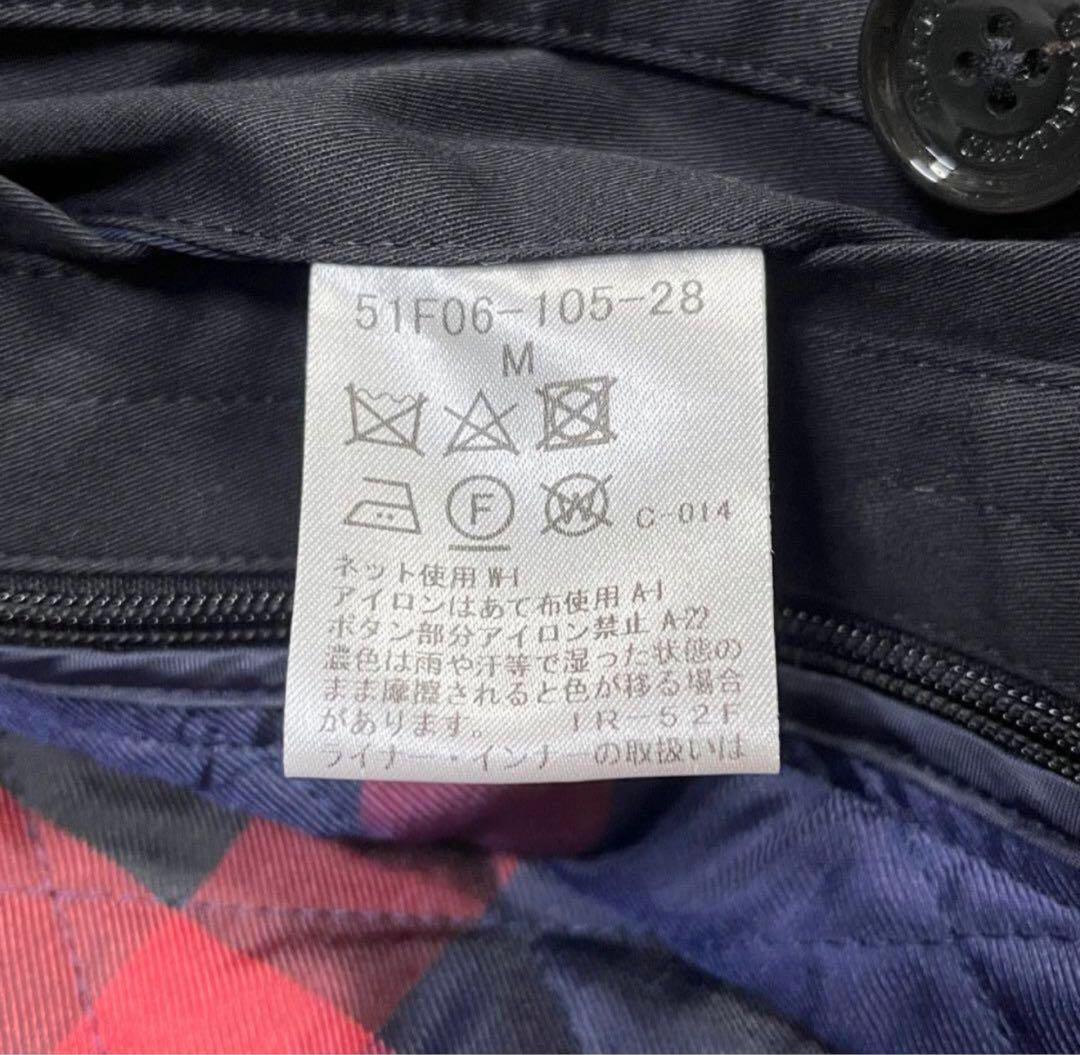 51F06-105-28
M
F
W
C-014
ネット使用 W-1
アイロンはあて布使用 A-1
ボタン部分アイロン禁止 A-22
濃色は雨や汗等で湿った状態の
まま摩擦されると色が移る場合
があります。 TR-52F
ライナー・インナーの取扱いは